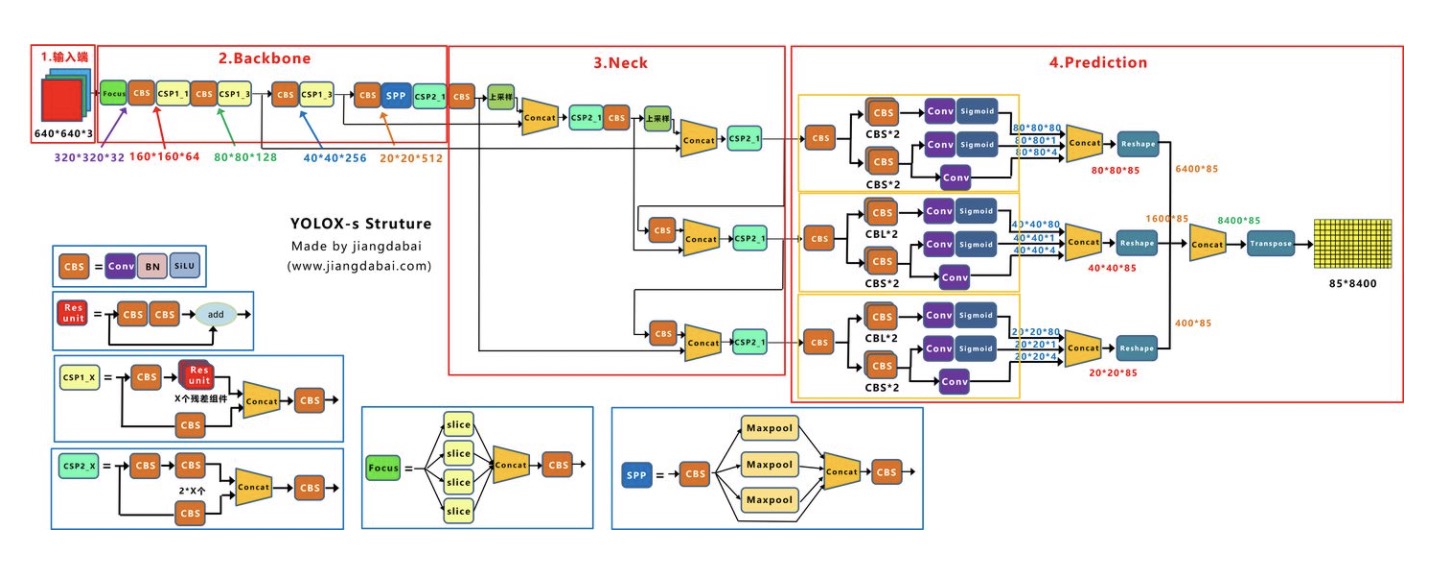 1.输入端
640*640*3
2.Backbone
Focus CBS CSP1_1 CBS CSP1_3 CBS CSP1_3 CBS SPP CSP2_1
320*320*32 160*160*64 80*80*128 40*40*256 20*20*512
3.Neck
CBS 上采样 Concat CSP2_1 CBS 上采样 Concat CSP2_1
CBS Concat CSP2_1
CBS Concat CSP2_1
4.Prediction
CBS
CBS Conv Sigmoid
CBS*2
CBS Conv Sigmoid
CBS*2 Conv
80*80*80
80*80*1
80*80*4
Concat Reshape
80*80*85
6400*85
CBS
CBS Conv Sigmoid
CBL*2
CBS Conv Sigmoid
CBS*2 Conv
40*40*80
40*40*1
40*40*4
Concat Reshape
40*40*85
1600*85
CBS
CBS Conv Sigmoid
CBL*2
CBS Conv Sigmoid
CBS*2 Conv
20*20*80
20*20*1
20*20*4
Concat Reshape
20*20*85
400*85
Concat
8400*85
Transpose
85*8400
YOLOX-s Struture
Made by jiangdabai
(www.jiangdabai.com)
CBS = Conv BN SiLU
Res unit = CBS CBS add
CSP1_X = CBS Res unit Concat CBS
X个残差组件
CBS
CSP2_X = CBS CBS Concat CBS
2*X个
CBS
Focus = slice slice slice slice Concat CBS
SPP = CBS Maxpool Maxpool Maxpool Concat CBS